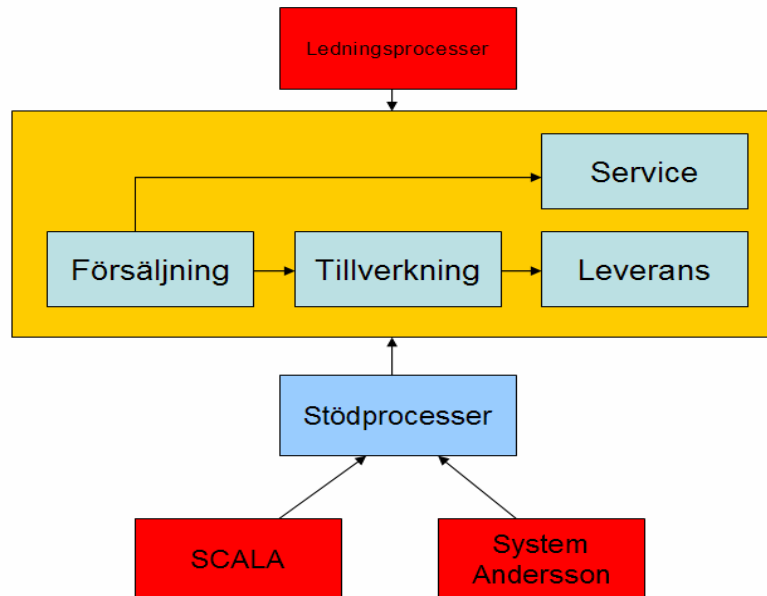 Ledningsprocesser
Service
Försäljning
Tillverkning
Leverans
Stödprocesser
SCALA
System
Andersson